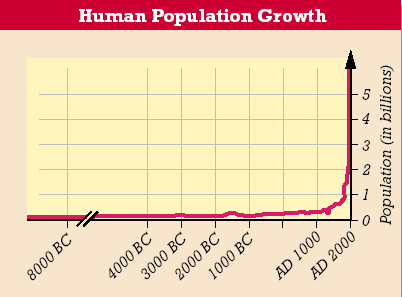 Human Population Growth
5
4
3
2
1
0
Population (in billions)
8000 BC
4000 BC
3000 BC
2000 BC
1000 BC
AD 1000
AD 2000